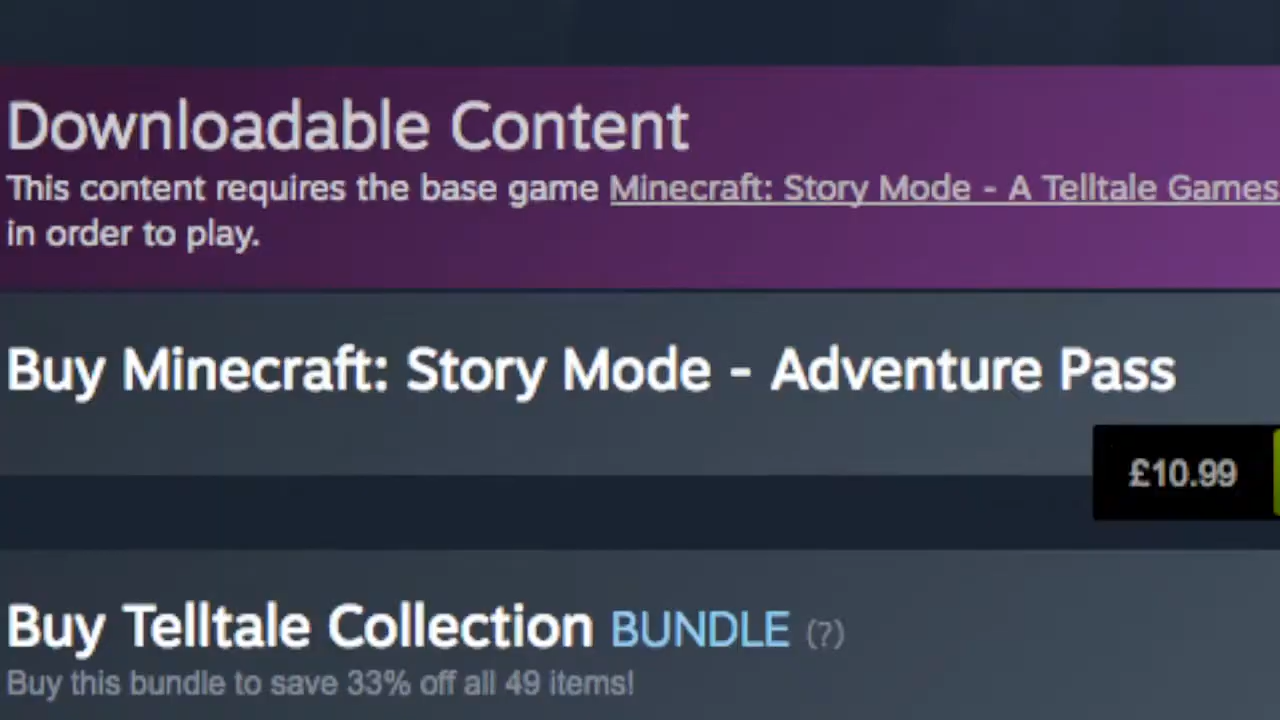 Downloadable Content
This content requires the base game Minecraft: Story Mode - A Telltale Games
in order to play.
Buy Minecraft: Story Mode - Adventure Pass
£10.99
Buy Telltale Collection BUNDLE (?)
Buy this bundle to save 33% off all 49 items!